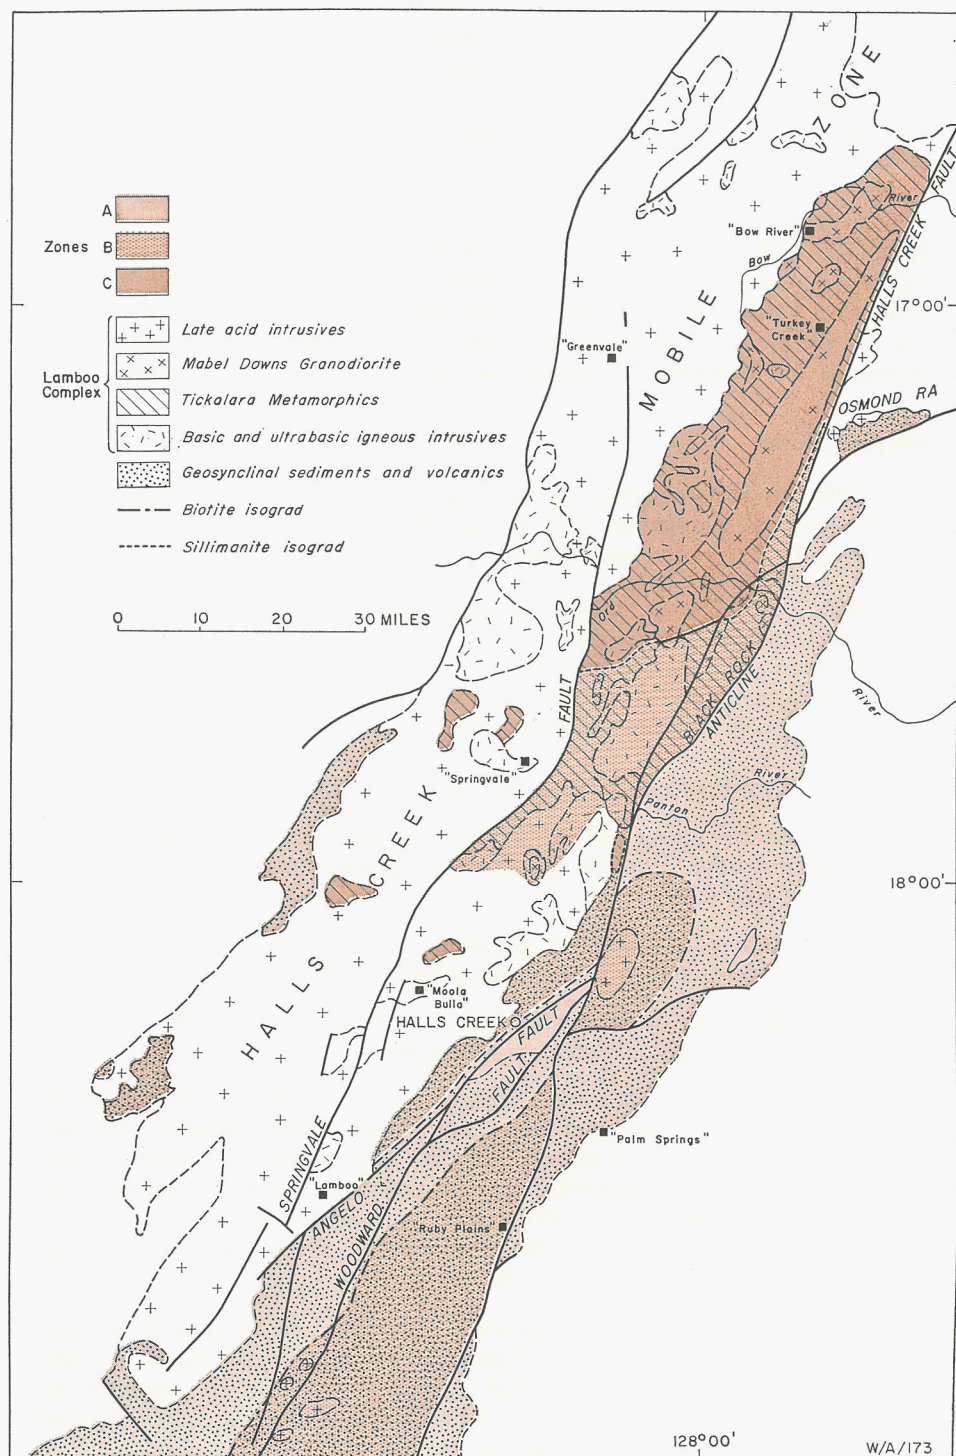 ZONE
MOBILE
CREEK
HALLS
A
Zones B
C
Lamboo
Complex
Late acid intrusives
Mabel Downs Granodiorite
Tickalara Metamorphics
Basic and ultrabasic igneous intrusives
Geosynclinal sediments and volcanics
Biotite isograd
Sillimanite isograd
0 10 20 30 MILES
"Bow River"
Bow
River
HALLS CREEK FAULT
17°00'
"Turkey
Creek"
"Greenvale"
OSMOND RA
Ord
River
FAULT
BLACK ROCK
ANTICLINE
"Springvale"
Panton
River
18°00'
"Moola
Bulla"
HALLS CREEK
FAULT
FAULT
SPRINGVALE
"Palm Springs"
"Lamboo"
ANGELO
WOODWARD
"Ruby Plains"
128°00'
W/A/173